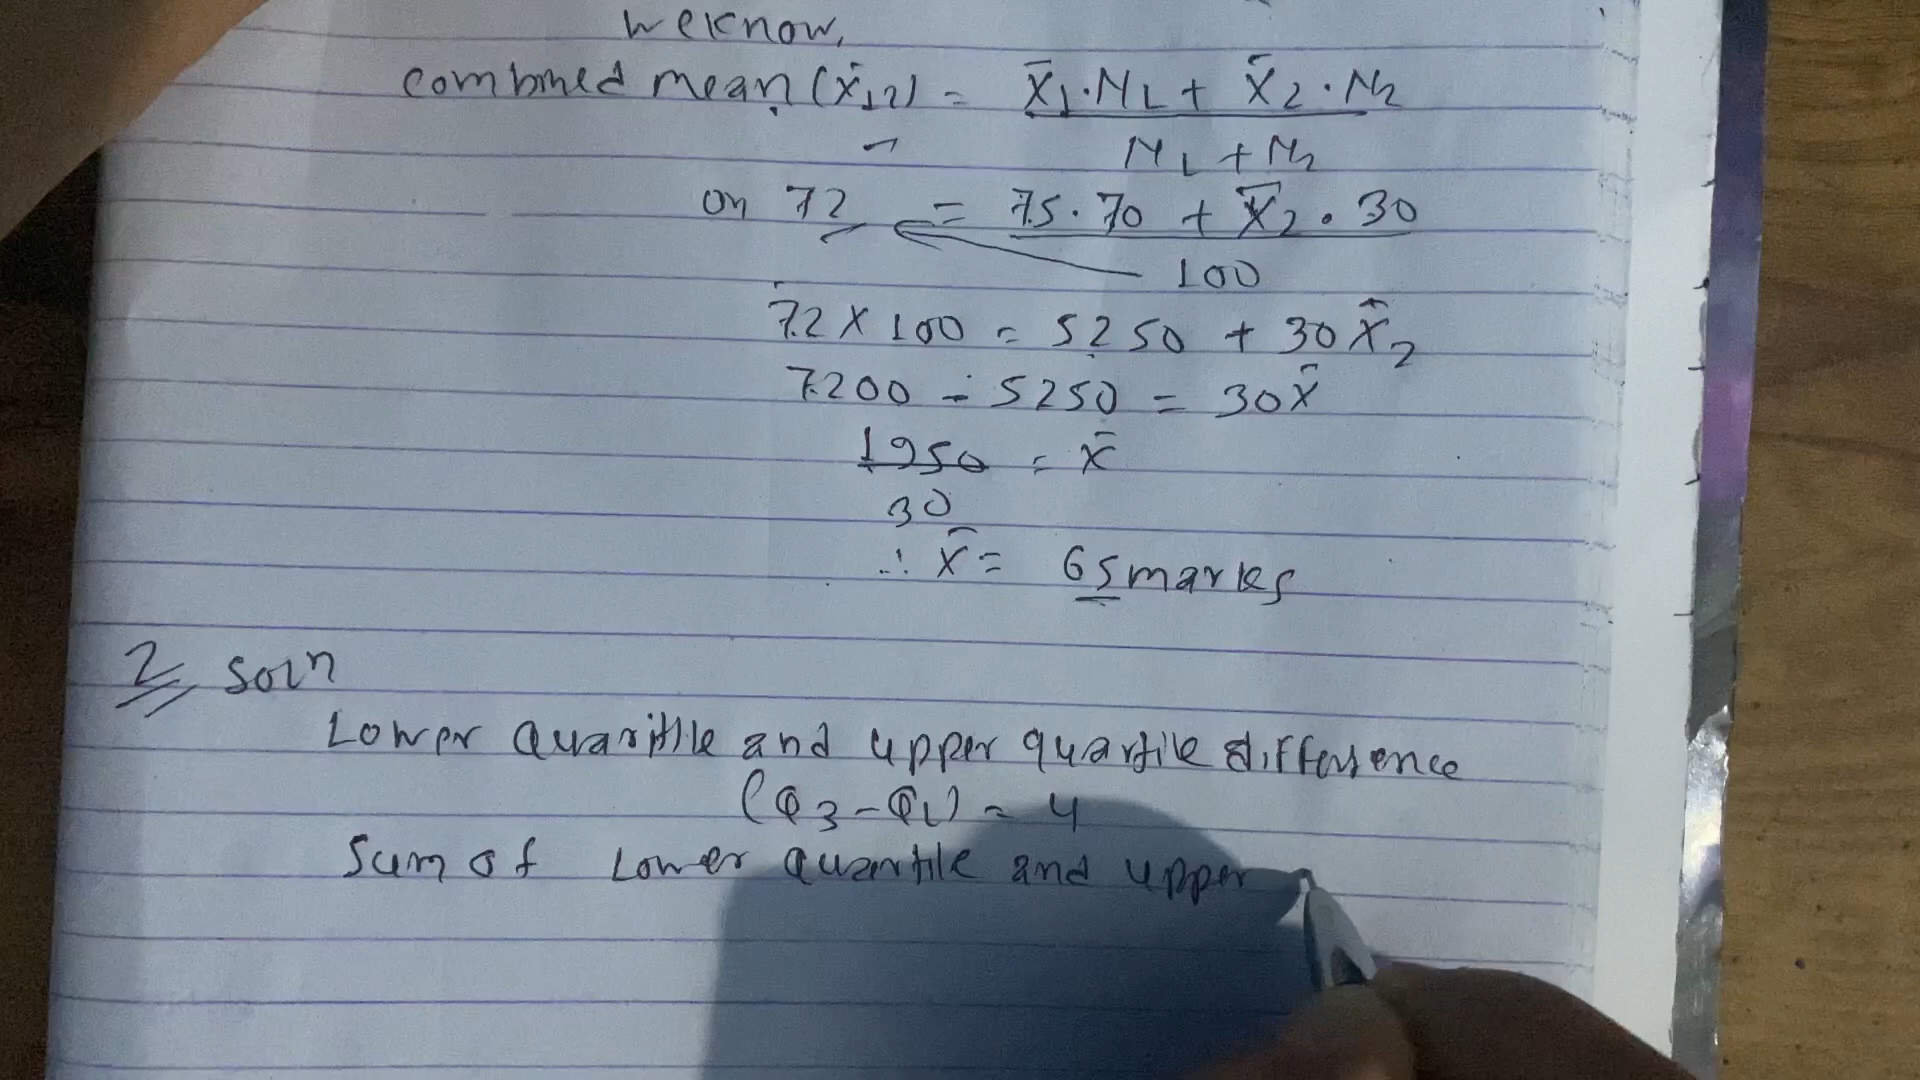 we know,
combined mean (x̄12) = x̄1.N1 + x̄2.N2
N1 + N2
or 72 = 75.70 + x̄2.30
100
72 x 100 = 5250 + 30x̄2
7200 - 5250 = 30x̄
1950 = x̄
30
∴ x̄ = 65 marks
2 soln
Lower quartile and upper quartile difference
(Q3 - Q1) = 4
Sum of Lower quartile and upper